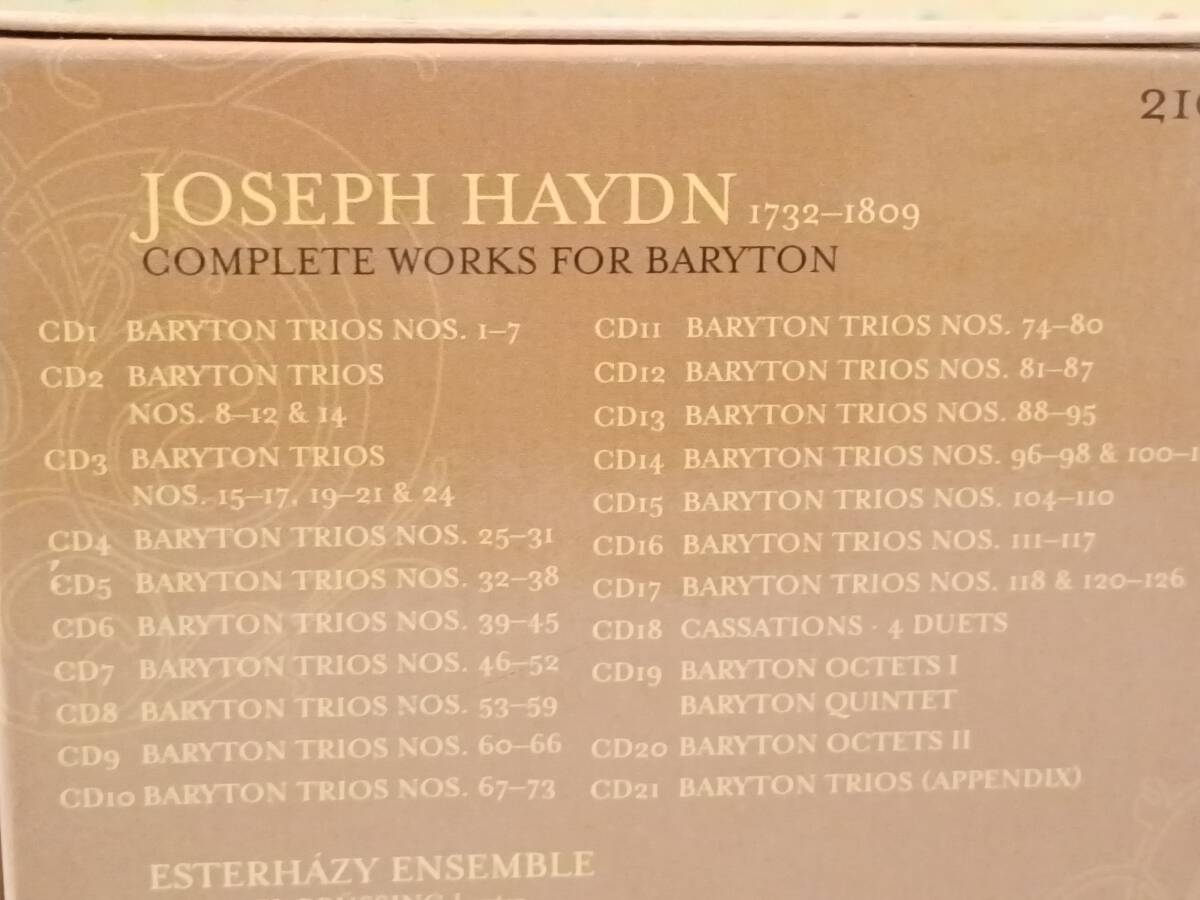 JOSEPH HAYDN 1732–1809
COMPLETE WORKS FOR BARYTON
CD1 BARYTON TRIOS NOS. 1–7
CD2 BARYTON TRIOS
NOS. 8–12 & 14
CD3 BARYTON TRIOS
NOS. 15–17, 19–21 & 24
CD4 BARYTON TRIOS NOS. 25–31
CD5 BARYTON TRIOS NOS. 32–38
CD6 BARYTON TRIOS NOS. 39–45
CD7 BARYTON TRIOS NOS. 46–52
CD8 BARYTON TRIOS NOS. 53–59
CD9 BARYTON TRIOS NOS. 60–66
CD10 BARYTON TRIOS NOS. 67–73
CD11 BARYTON TRIOS NOS. 74–80
CD12 BARYTON TRIOS NOS. 81–87
CD13 BARYTON TRIOS NOS. 88–95
CD14 BARYTON TRIOS NOS. 96–98 & 100–1
CD15 BARYTON TRIOS NOS. 104–110
CD16 BARYTON TRIOS NOS. 111–117
CD17 BARYTON TRIOS NOS. 118 & 120–126
CD18 CASSATIONS · 4 DUETS
CD19 BARYTON OCTETS I
BARYTON QUINTET
CD20 BARYTON OCTETS II
CD21 BARYTON TRIOS (APPENDIX)
ESTERHÁZY ENSEMBLE